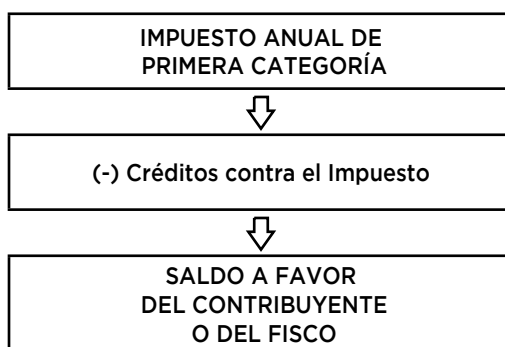 IMPUESTO ANUAL DE
PRIMERA CATEGORÍA
(-) Créditos contra el Impuesto
SALDO A FAVOR
DEL CONTRIBUYENTE
O DEL FISCO